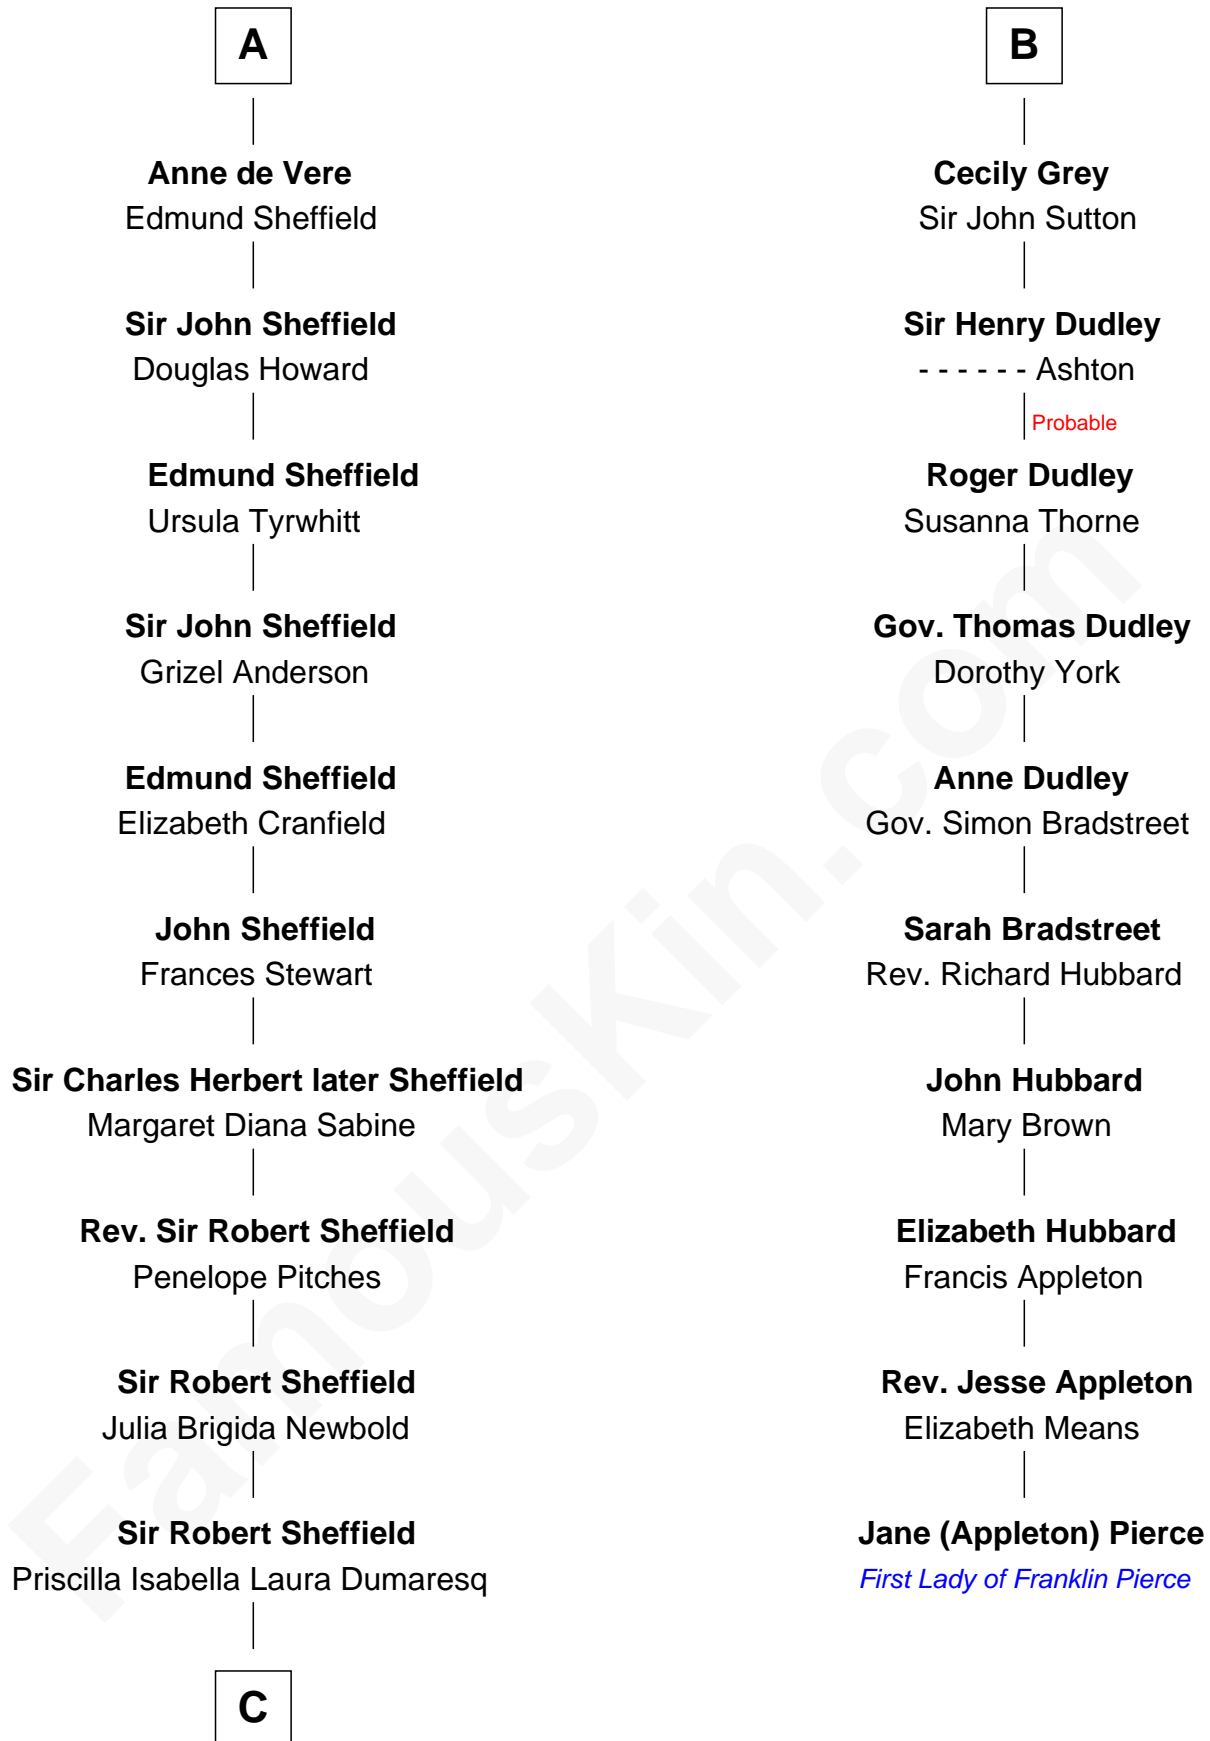 A
Anne de Vere
Edmund Sheffield
Sir John Sheffield
Douglas Howard
Edmund Sheffield
Ursula Tyrwhitt
Sir John Sheffield
Grizel Anderson
Edmund Sheffield
Elizabeth Cranfield
John Sheffield
Frances Stewart
Sir Charles Herbert later Sheffield
Margaret Diana Sabine
Rev. Sir Robert Sheffield
Penelope Pitches
Sir Robert Sheffield
Julia Brigida Newbold
Sir Robert Sheffield
Priscilla Isabella Laura Dumaresq
C
B
Cecily Grey
Sir John Sutton
Sir Henry Dudley
- - - - - - Ashton
Probable
Roger Dudley
Susanna Thorne
Gov. Thomas Dudley
Dorothy York
Anne Dudley
Gov. Simon Bradstreet
Sarah Bradstreet
Rev. Richard Hubbard
John Hubbard
Mary Brown
Elizabeth Hubbard
Francis Appleton
Rev. Jesse Appleton
Elizabeth Means
Jane (Appleton) Pierce
First Lady of Franklin Pierce
FamousKin.com